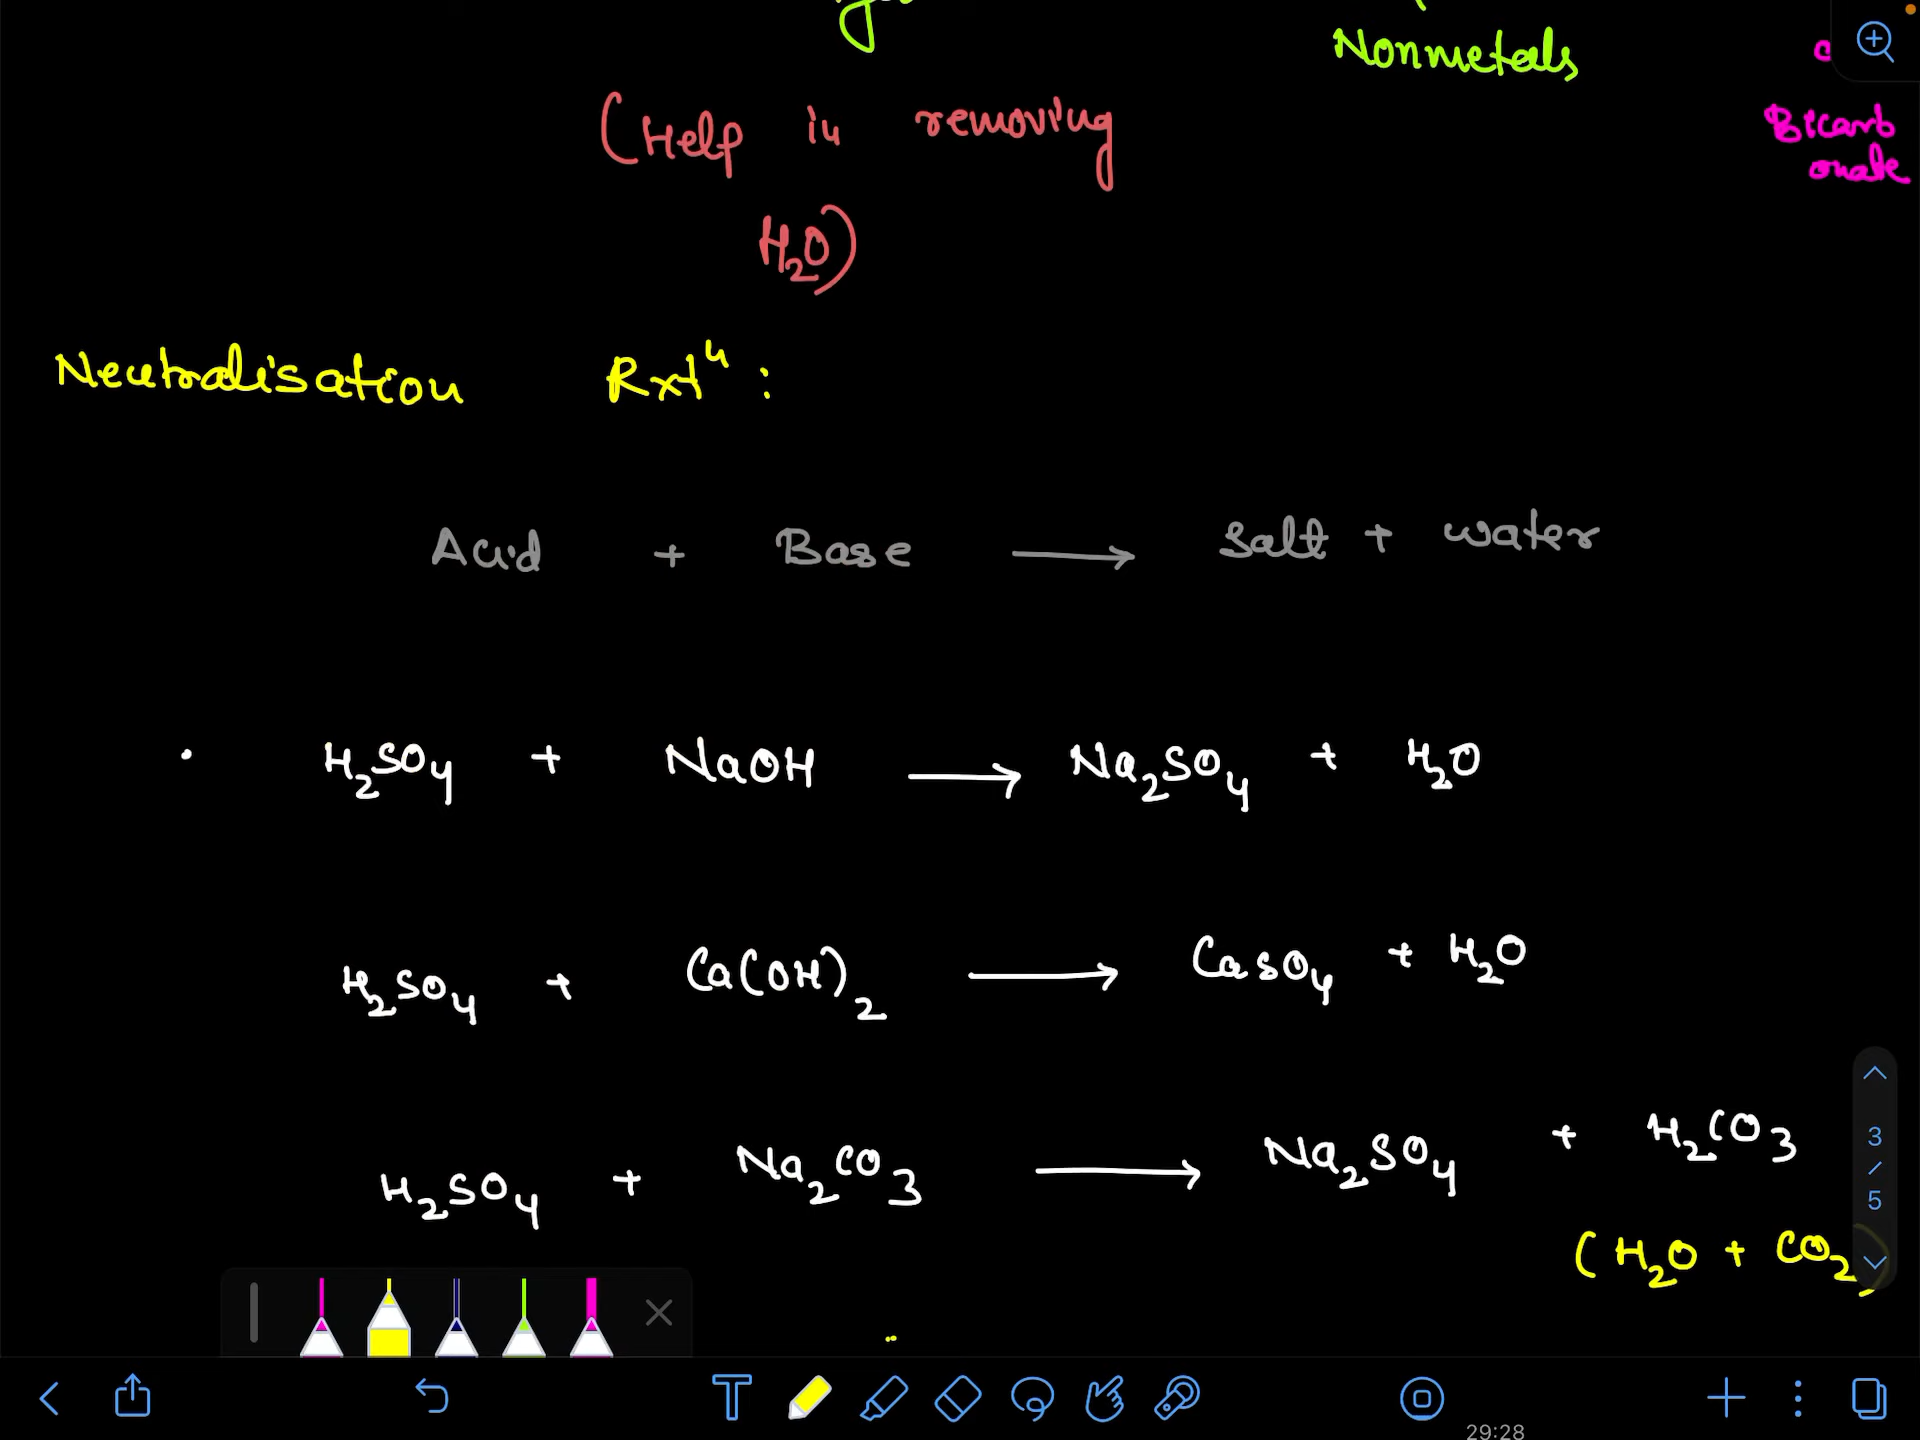 Nonmetals
(Help in removing
Bicarb
onate
H₂O)
Neutralisation Rxtⁿ :
Acid + Base ⟶ Salt + water
· H₂SO₄ + NaOH ⟶ Na₂SO₄ + H₂O
H₂SO₄ + Ca(OH)₂ ⟶ CaSO₄ + H₂O
H₂SO₄ + Na₂CO₃ ⟶ Na₂SO₄ + H₂CO₃
(H₂O + CO₂)
3
/
5
T
29:28